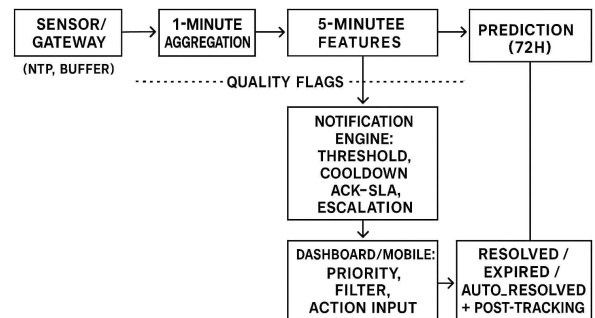 SENSOR/
GATEWAY
(NTP, BUFFER)
1-MINUTE
AGGREGATION
5-MINUTEE
FEATURES
PREDICTION
(72H)
QUALITY FLAGS
NOTIFICATION
ENGINE:
THRESHOLD,
COOLDOWN
ACK-SLA,
ESCALATION
DASHBOARD/MOBILE:
PRIORITY,
FILTER,
ACTION INPUT
RESOLVED /
EXPIRED /
AUTO_RESOLVED
+ POST-TRACKING